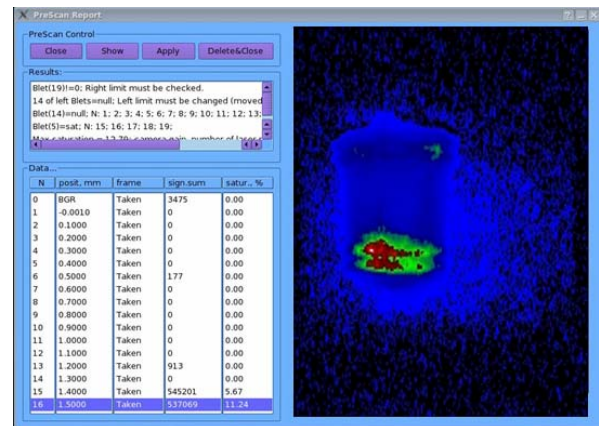 PreScan Report
PreScan Control
Close Show Apply Delete&Close
Results:
Blet(19)!=0; Right limit must be checked.
14 of left Blets=null; Left limit must be changed (moved
Blet(14)=null; N: 1; 2; 3; 4; 5; 6; 7; 8; 9; 10; 11; 12; 13;
Blet(5)=sat; N: 15; 16; 17; 18; 19;
Max saturation = 12.79; camera gain, number of laser
Data...
N posit, mm frame sign.sum satur., %
0 BGR Taken 3475 0.00
1 -0.0010 Taken 0 0.00
2 0.1000 Taken 0 0.00
3 0.2000 Taken 0 0.00
4 0.3000 Taken 0 0.00
5 0.4000 Taken 0 0.00
6 0.5000 Taken 177 0.00
7 0.6000 Taken 0 0.00
8 0.7000 Taken 0 0.00
9 0.8000 Taken 0 0.00
10 0.9000 Taken 0 0.00
11 1.0000 Taken 0 0.00
12 1.1000 Taken 0 0.00
13 1.2000 Taken 913 0.00
14 1.3000 Taken 0 0.00
15 1.4000 Taken 545201 5.67
16 1.5000 Taken 537069 11.24